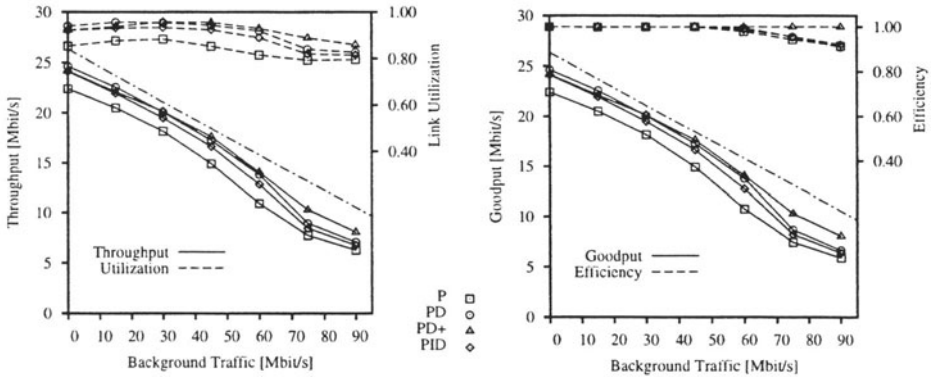 30
25
20
15
10
5
0
Throughput [Mbit/s]
1.00
0.80
0.60
0.40
Link Utilization
Throughput
Utilization
0 10 20 30 40 50 60 70 80 90
Background Traffic [Mbit/s]
P
PD
PD+
PID
30
25
20
15
10
5
0
Goodput [Mbit/s]
1.00
0.80
0.60
0.40
Efficiency
Goodput
Efficiency
0 10 20 30 40 50 60 70 80 90
Background Traffic [Mbit/s]